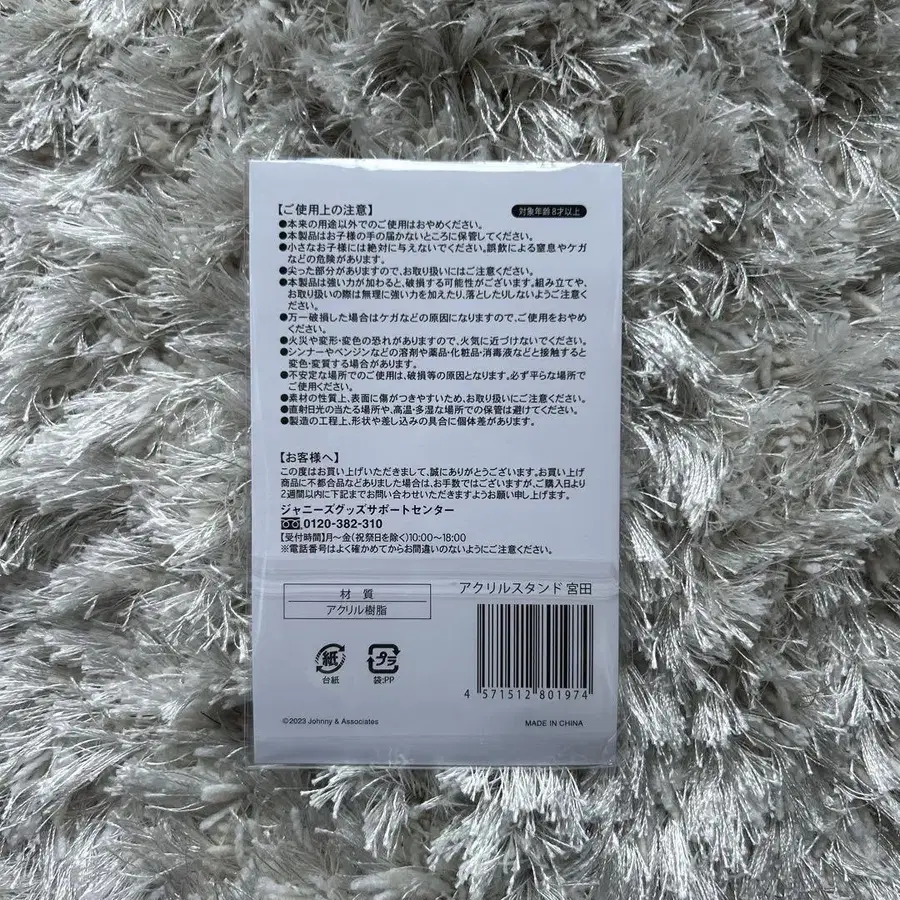 【ご使用上の注意】
対象年齢8才以上
●本来の用途以外でのご使用はおやめください。
●本製品はお子様の手の届かないところに保管してください。
●小さなお子様には絶対に与えないでください。誤飲による窒息やケガ
などの危険があります。
●尖った部分がありますので、お取り扱いにはご注意ください。
●本製品は強い力が加わると、破損する可能性がございます。組み立てや、
お取り扱いの際は無理に強い力を加えたり、落としたりしないようご注意く
ださい。
●万一破損した場合はケガなどの原因になりますので、ご使用をおやめ
ください。
●火災や変形・変色の恐れがありますので、火気に近づけないでください。
●シンナーやベンジンなどの溶剤や薬品・化粧品・消毒液などと接触すると
変色・変質する場合があります。
●不安定な場所でのご使用は、破損等の原因となります。必ず平らな場所で
ご使用ください。
●素材の性質上、表面に傷がつきやすいため、お取り扱いにご注意ください。
●直射日光の当たる場所や、高温・多湿な場所での保管は避けてください。
●製造の工程上、形状や差し込みの具合に個体差があります。
【お客様へ】
この度はお買い上げいただきまして、誠にありがとうございます。お買い上げ
商品に不都合品などありました場合は、お手数ではございますが、ご購入日より
2週間以内に下記までお問い合わせいただきますようお願い申し上げます。
ジャニーズグッズサポートセンター
0120-382-310
【受付時間】月〜金(祝祭日を除く)10:00〜18:00
※電話番号はよく確かめてからお間違いのないようにご注意ください。
材 質
アクリル樹脂
アクリルスタンド 宮田
紙
台紙
プラ
袋:PP
4 571512 801974
©2023 Johnny & Associates
MADE IN CHINA